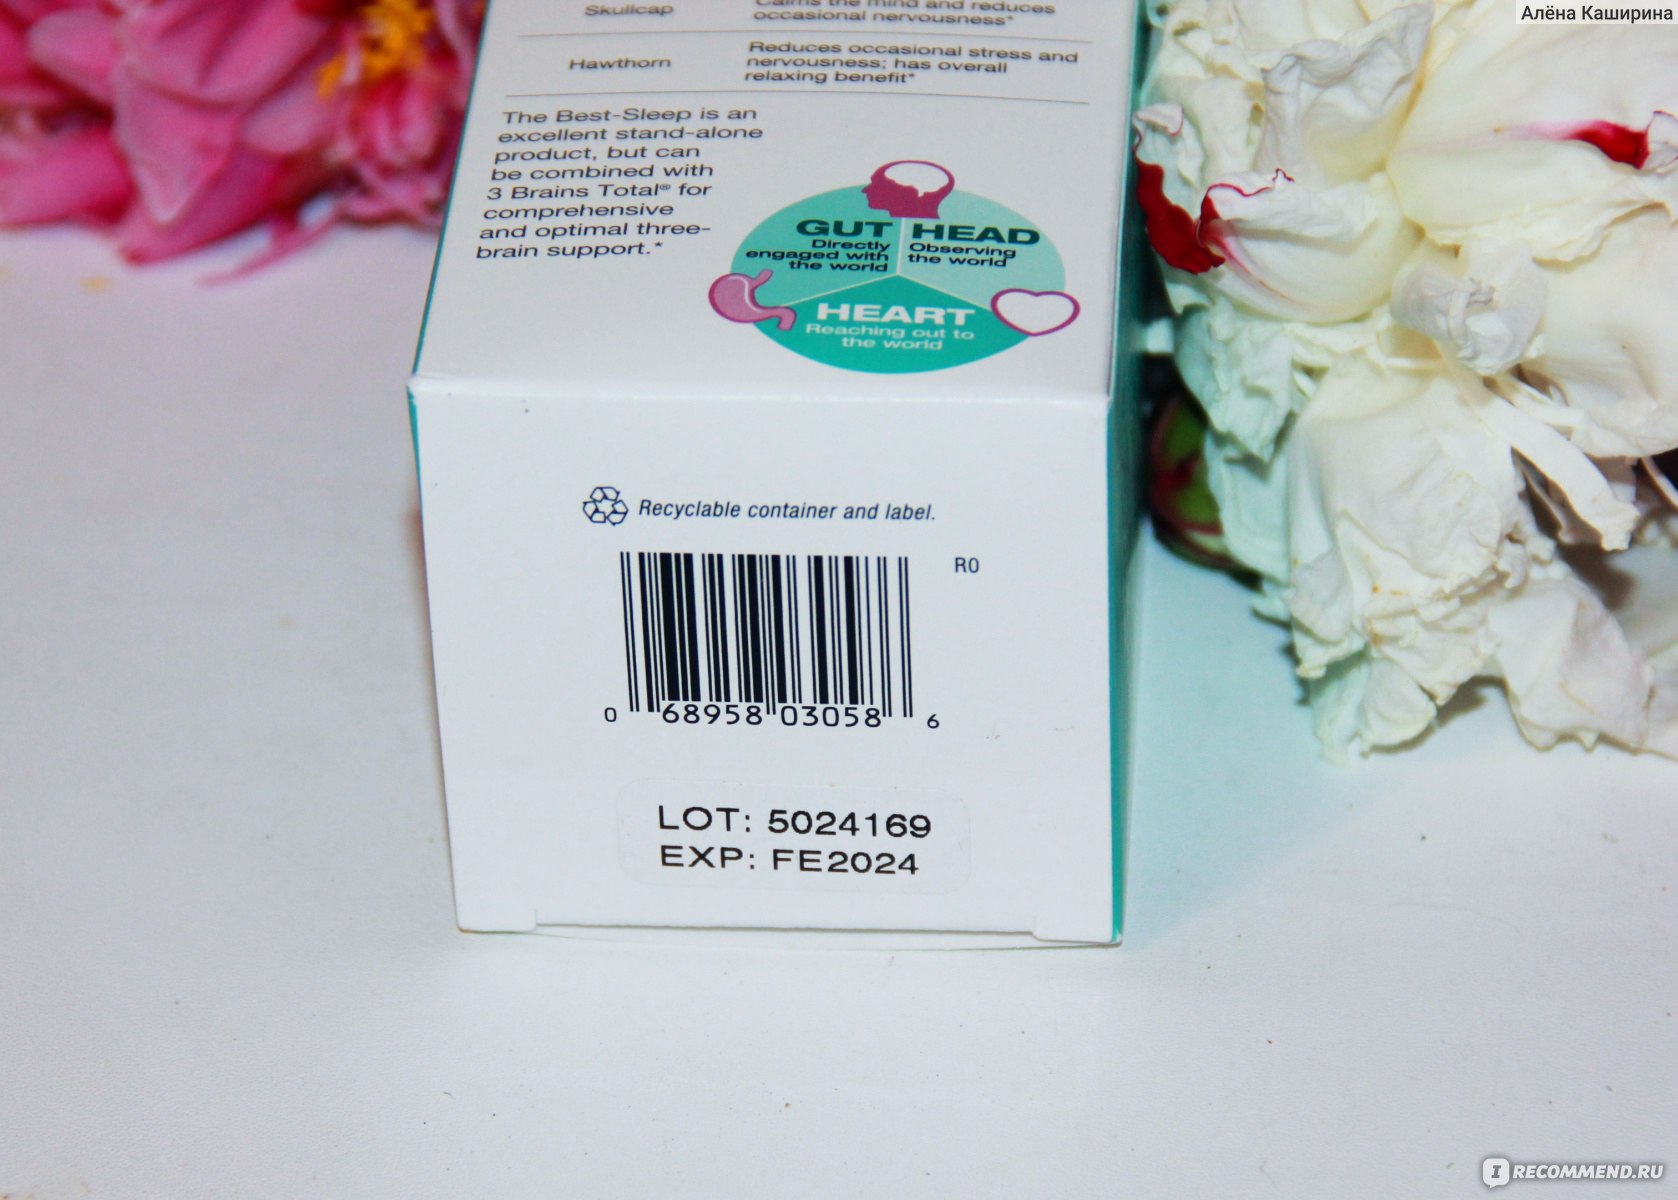 Алёна Каширина
Skullcap
Calms the mind and reduces
occasional nervousness*
Hawthorn
Reduces occasional stress and
nervousness; has overall
relaxing benefit*
The Best-Sleep is an
excellent stand-alone
product, but can
be combined with
3 Brains Total® for
comprehensive
and optimal three-
brain support.*
GUT
Directly
engaged with
the world
HEAD
Observing
the world
HEART
Reaching out to
the world
Recyclable container and label.
R0
0 68958 03058 6
LOT: 5024169
EXP: FE2024
IRECOMMEND.RU